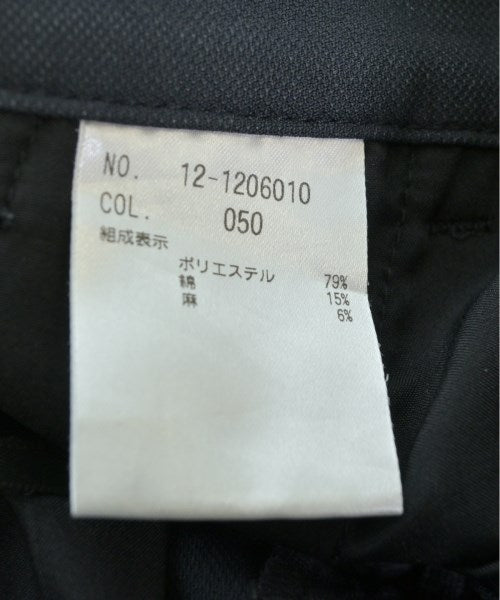 NO. 12-1206010
COL. 050
組成表示
ポリエステル 79%
綿 15%
麻 6%